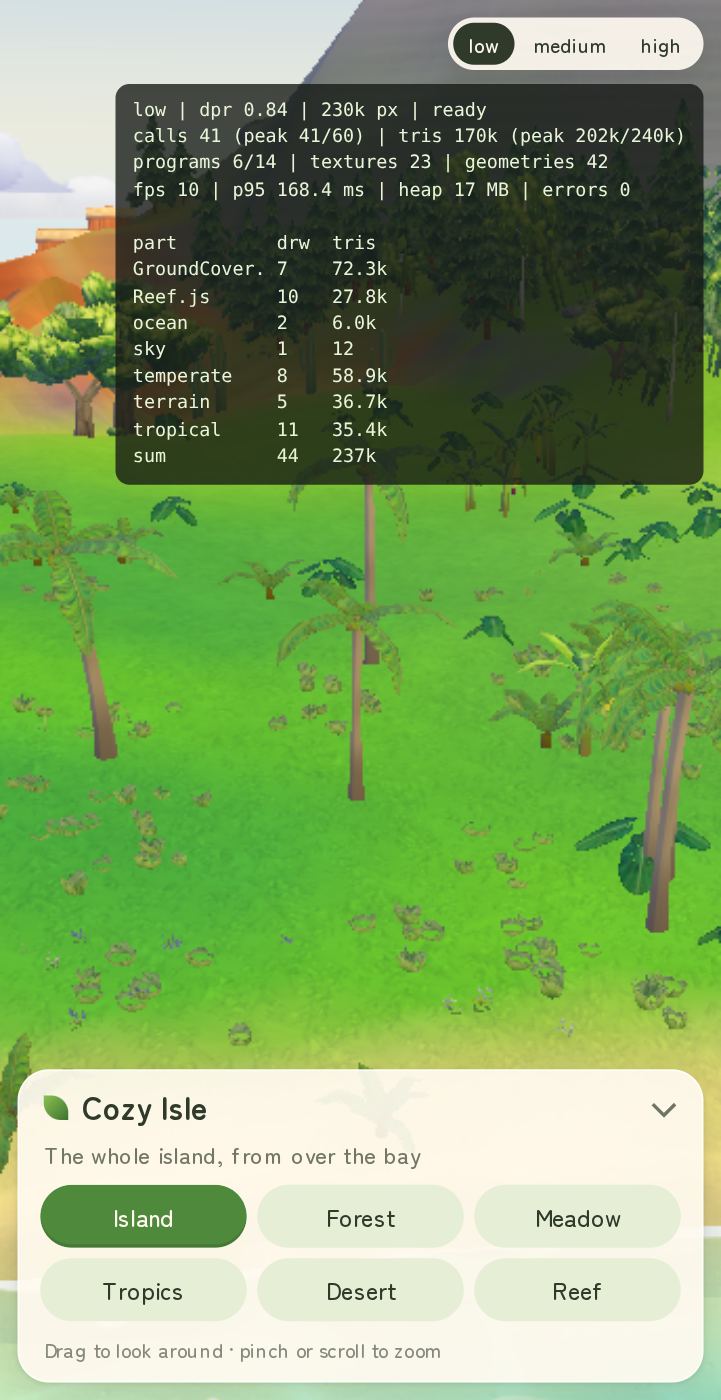 low medium high
low | dpr 0.84 | 230k px | ready
calls 41 (peak 41/60) | tris 170k (peak 202k/240k)
programs 6/14 | textures 23 | geometries 42
fps 10 | p95 168.4 ms | heap 17 MB | errors 0
part drw tris
GroundCover. 7 72.3k
Reef.js 10 27.8k
ocean 2 6.0k
sky 1 12
temperate 8 58.9k
terrain 5 36.7k
tropical 11 35.4k
sum 44 237k
Cozy Isle
The whole island, from over the bay
Island Forest Meadow
Tropics Desert Reef
Drag to look around · pinch or scroll to zoom